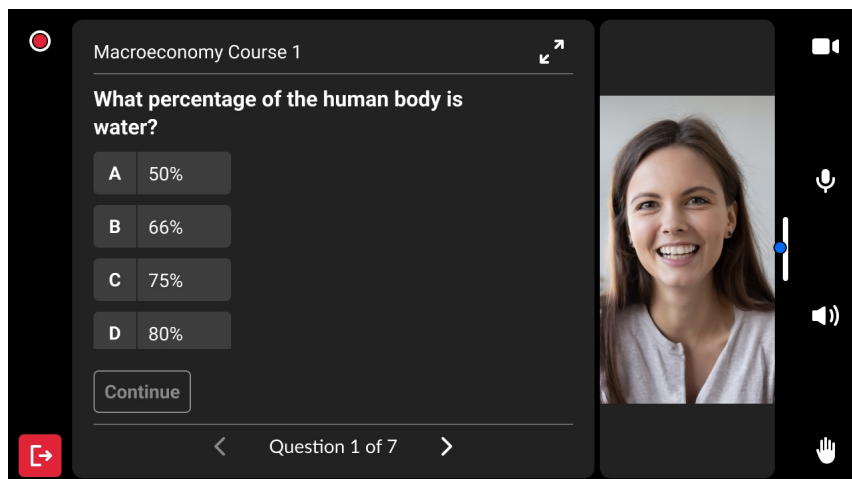 Macroeconomy Course 1
What percentage of the human body is
water?
A 50%
B 66%
C 75%
D 80%
Continue
Question 1 of 7